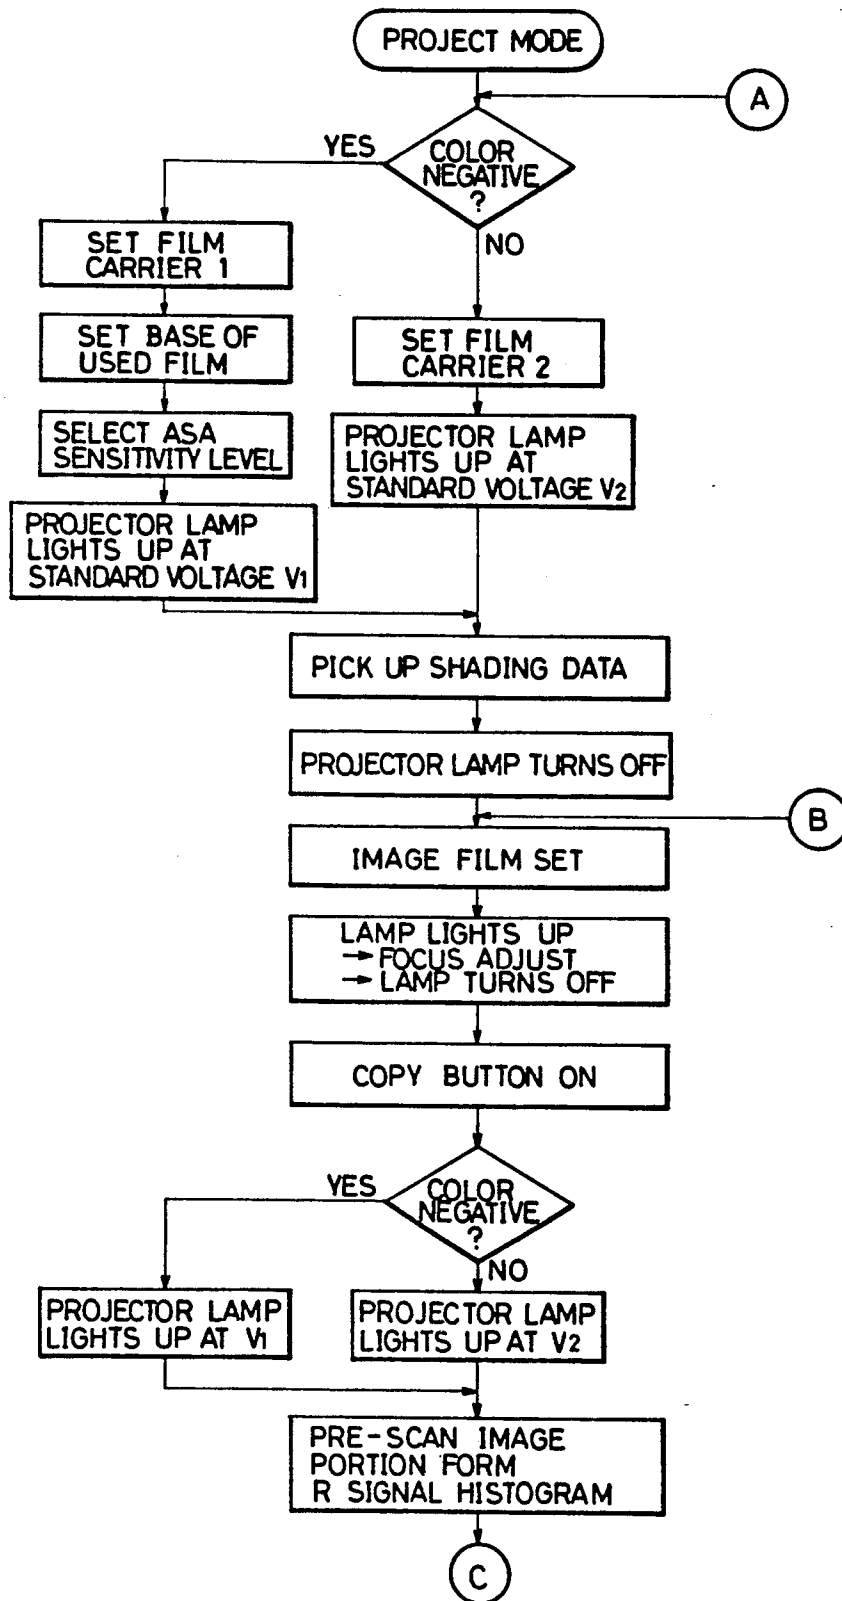 PROJECT MODE
A
YES
COLOR
NEGATIVE
?
NO
SET FILM
CARRIER 1
SET BASE OF
USED FILM
SELECT ASA
SENSITIVITY LEVEL
PROJECTOR LAMP
LIGHTS UP AT
STANDARD VOLTAGE V1
SET FILM
CARRIER 2
PROJECTOR LAMP
LIGHTS UP AT
STANDARD VOLTAGE V2
PICK UP SHADING DATA
PROJECTOR LAMP TURNS OFF
B
IMAGE FILM SET
LAMP LIGHTS UP
→ FOCUS ADJUST
→ LAMP TURNS OFF
COPY BUTTON ON
YES
COLOR
NEGATIVE
?
NO
PROJECTOR LAMP
LIGHTS UP AT V1
PROJECTOR LAMP
LIGHTS UP AT V2
PRE-SCAN IMAGE
PORTION FORM
R SIGNAL HISTOGRAM
C